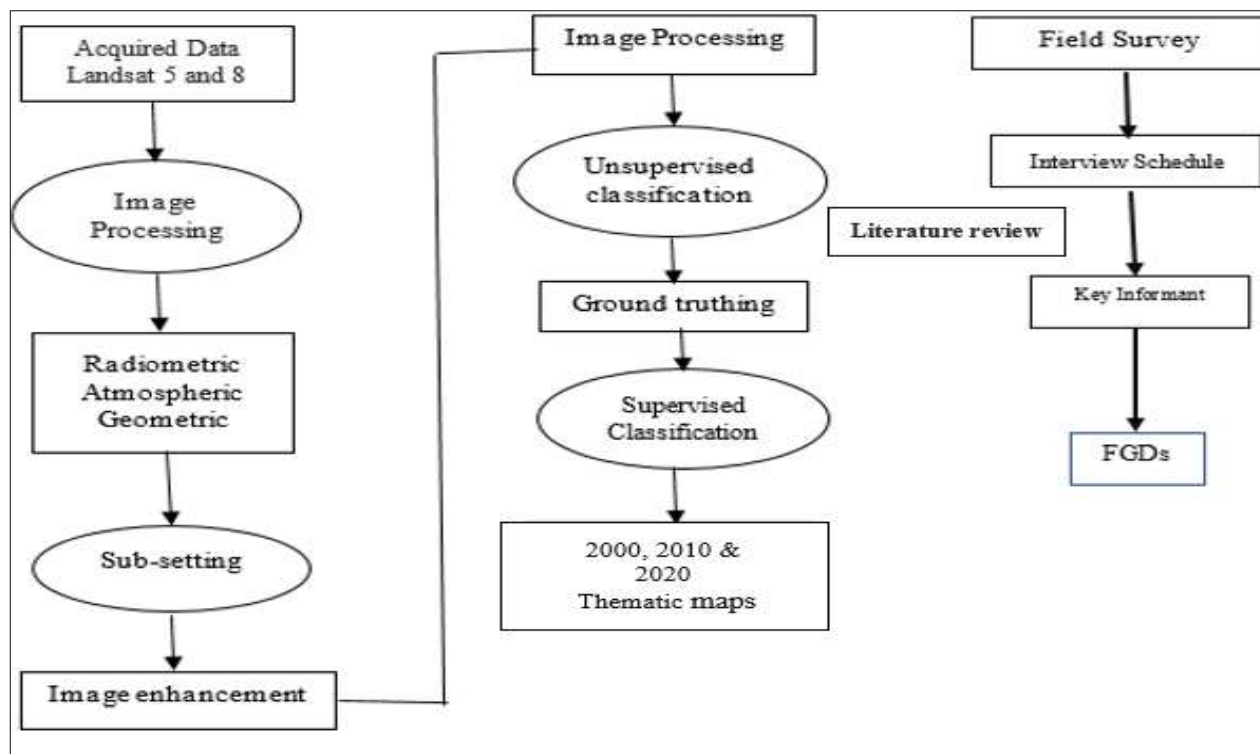 Acquired Data
Landsat 5 and 8
Image
Processing
Radiometric
Atmospheric
Geometric
Sub-setting
Image enhancement
Image Processing
Unsupervised
classification
Ground truthing
Supervised
Classification
2000, 2010 &
2020
Thematic maps
Literature review
Field Survey
Interview Schedule
Key Informant
FGDs